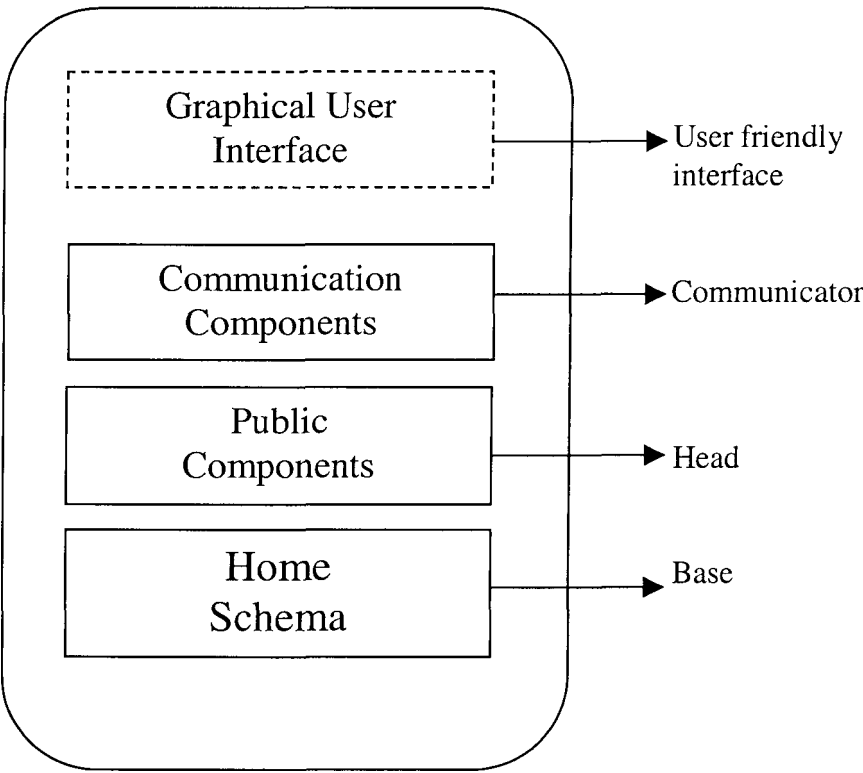 Graphical User
Interface
User friendly
interface
Communication
Components
Communicator
Public
Components
Head
Home
Schema
Base